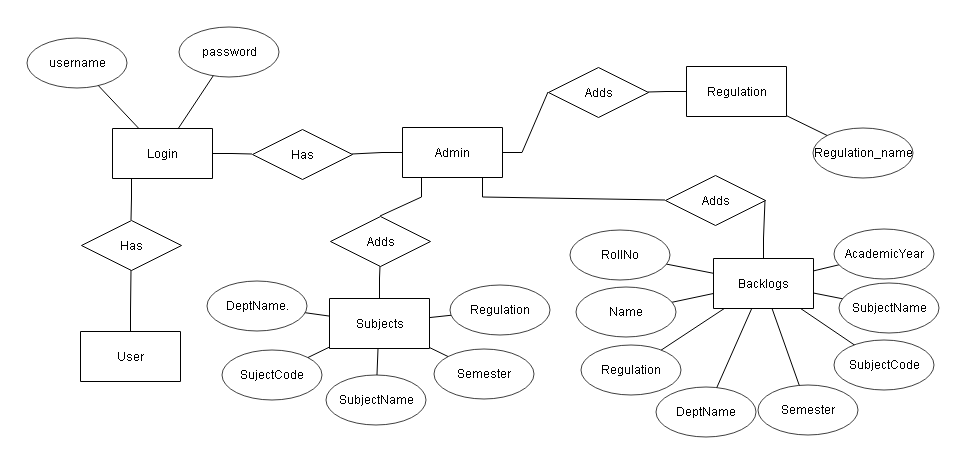 username
password
Login
Has
Admin
Adds
Regulation
Regulation_name
Has
User
Adds
Subjects
DeptName.
Regulation
SujectCode
SubjectName
Semester
Adds
Backlogs
RollNo
Name
Regulation
DeptName
Semester
SubjectCode
SubjectName
AcademicYear